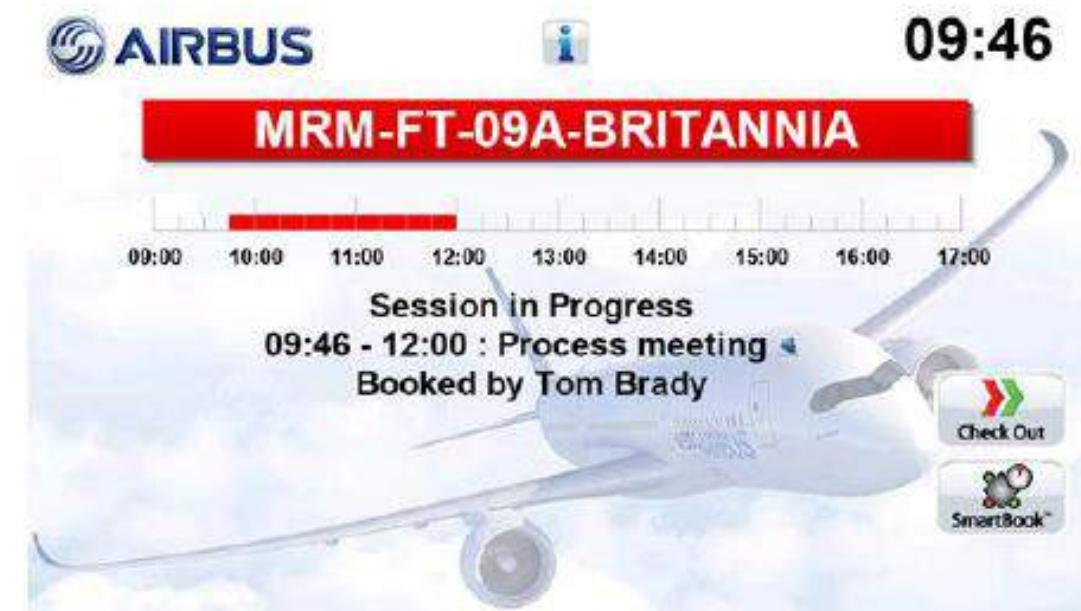 AIRBUS
i
09:46
MRM-FT-09A-BRITANNIA
09:00 10:00 11:00 12:00 13:00 14:00 15:00 16:00 17:00
Session in Progress
09:46 - 12:00 : Process meeting
Booked by Tom Brady
Check Out
SmartBook™